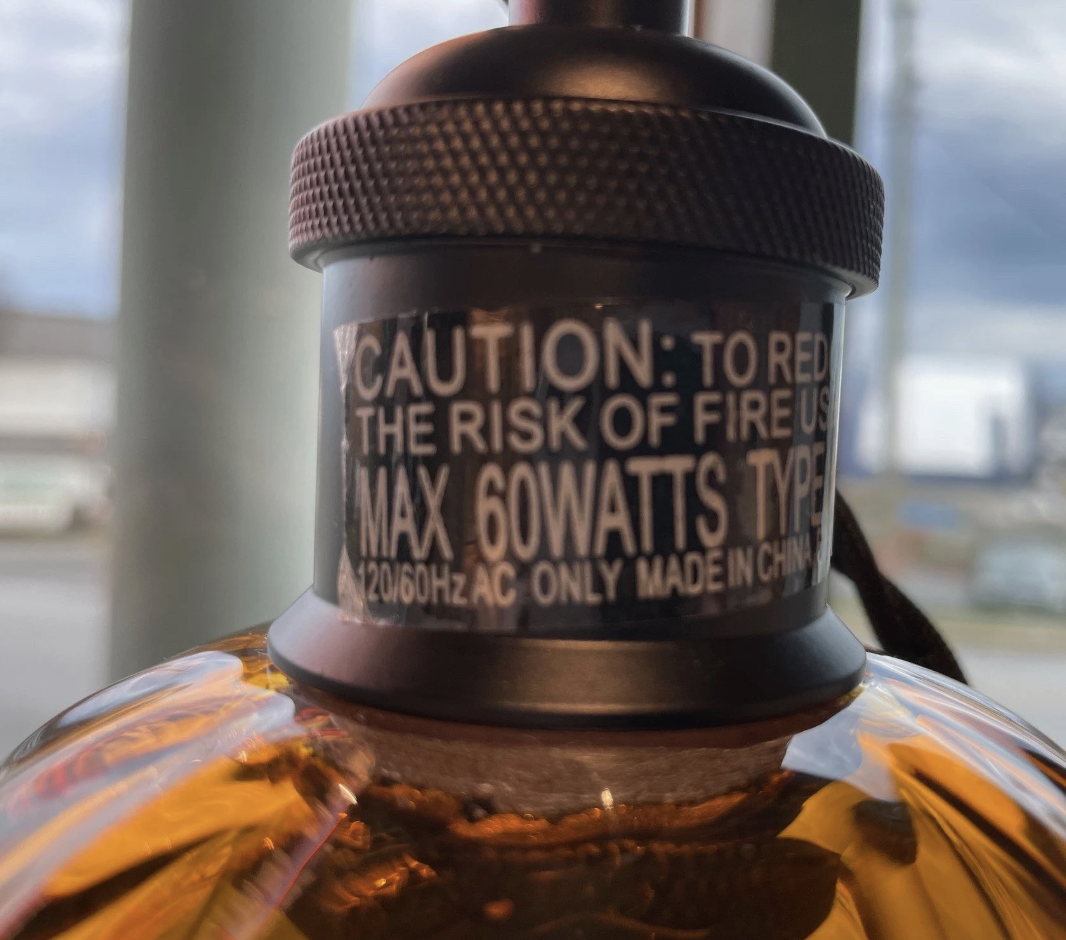 CAUTION: TO RED
THE RISK OF FIRE US
MAX 60WATTS TYPE
120/60Hz AC ONLY MADE IN CHINA